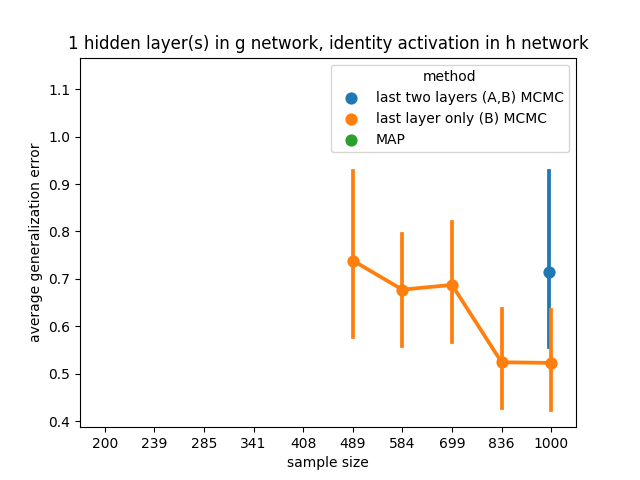 1 hidden layer(s) in g network, identity activation in h network
method
last two layers (A,B) MCMC
last layer only (B) MCMC
MAP
average generalization error
1.1
1.0
0.9
0.8
0.7
0.6
0.5
0.4
200 239 285 341 408 489 584 699 836 1000
sample size